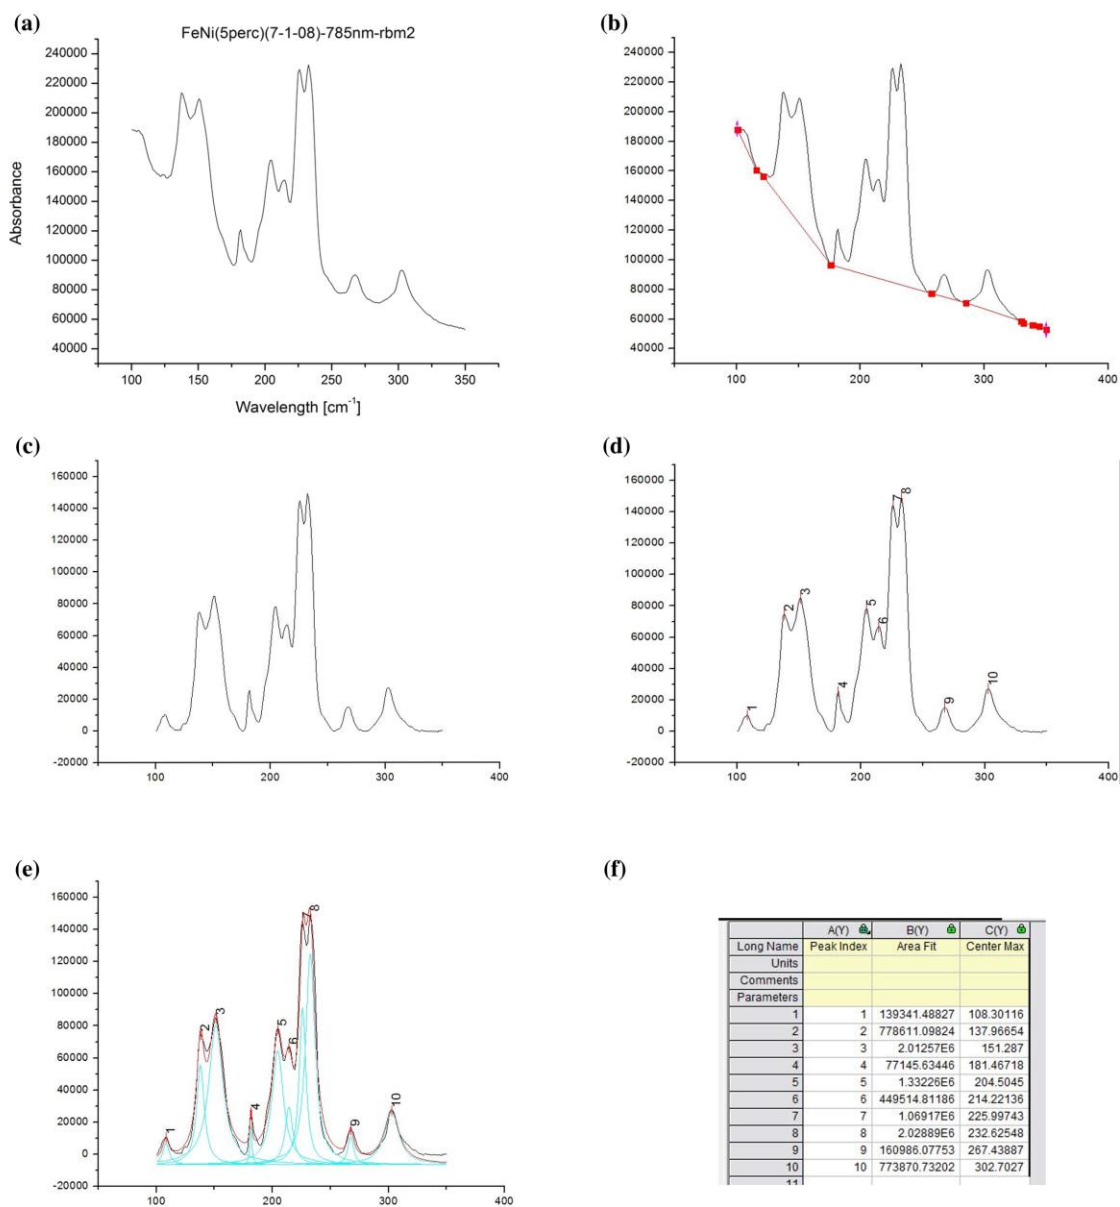 (a)
FeNi(5perc)(7-1-08)-785nm-rbm2
240000
220000
200000
180000
160000
140000
120000
100000
80000
60000
40000
Absorbance
100 150 200 250 300 350
Wavelength [cm⁻¹]
(b)
240000
220000
200000
180000
160000
140000
120000
100000
80000
60000
40000
100 200 300 400
(c)
160000
140000
120000
100000
80000
60000
40000
20000
0
-20000
100 200 300 400
(d)
160000
140000
120000
100000
80000
60000
40000
20000
0
-20000
1 2 3 4 5 6 7 8 9 10
100 200 300 400
(e)
160000
140000
120000
100000
80000
60000
40000
20000
0
-20000
1 2 3 4 5 6 8 9 10
100 200 300 400
(f)
A(Y) B(Y) C(Y)
Long Name Peak Index Area Fit Center Max
Units
Comments
Parameters
1 1 139341.48827 108.30116
2 2 778611.09824 137.96654
3 3 2.01257E6 151.287
4 4 77145.63446 181.46718
5 5 1.33226E6 204.5045
6 6 449514.81186 214.22136
7 7 1.06917E6 225.99743
8 8 2.02889E6 232.62548
9 9 160986.07753 267.43887
10 10 773870.73202 302.7027
11